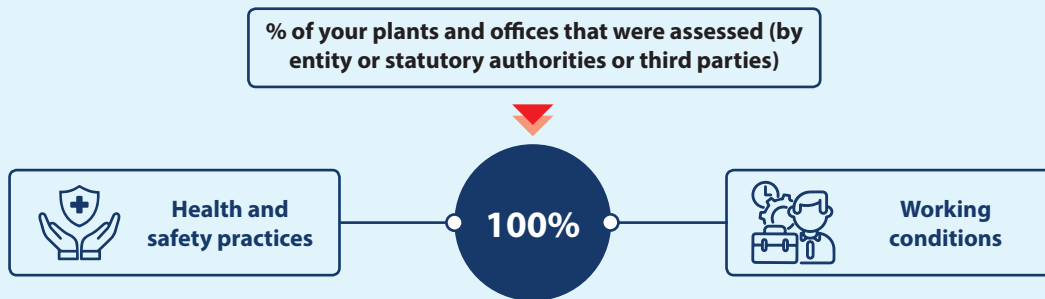 % of your plants and offices that were assessed (by
entity or statutory authorities or third parties)
Health and
safety practices
100%
Working
conditions